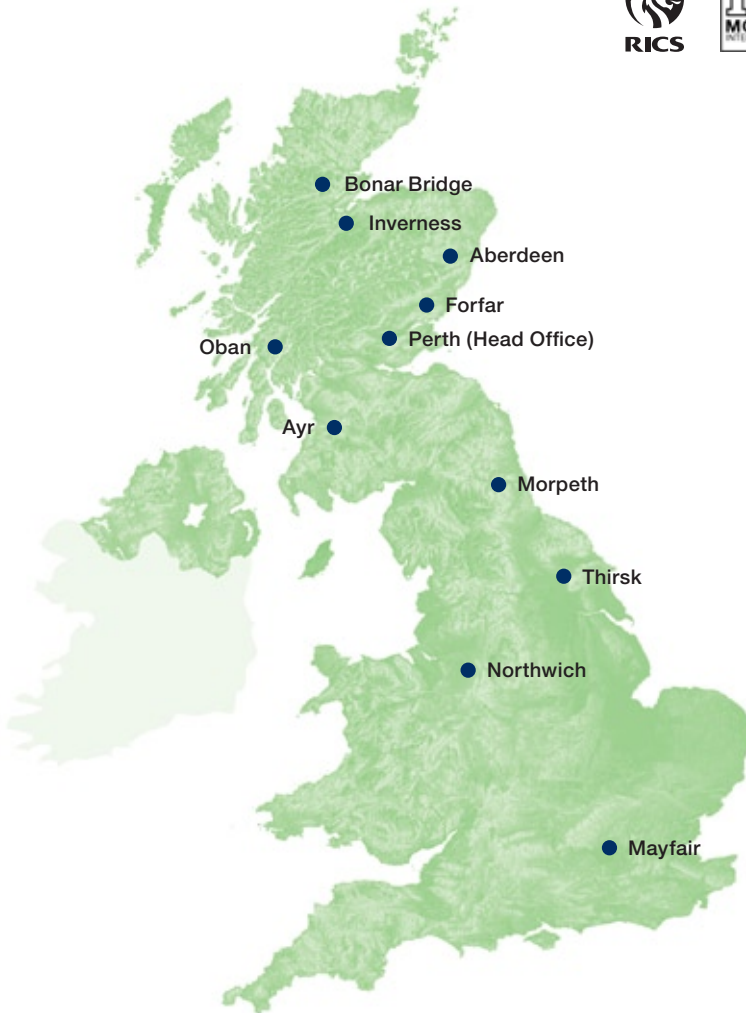 RICS
Bonar Bridge
Inverness
Aberdeen
Forfar
Perth (Head Office)
Oban
Ayr
Morpeth
Thirsk
Northwich
Mayfair